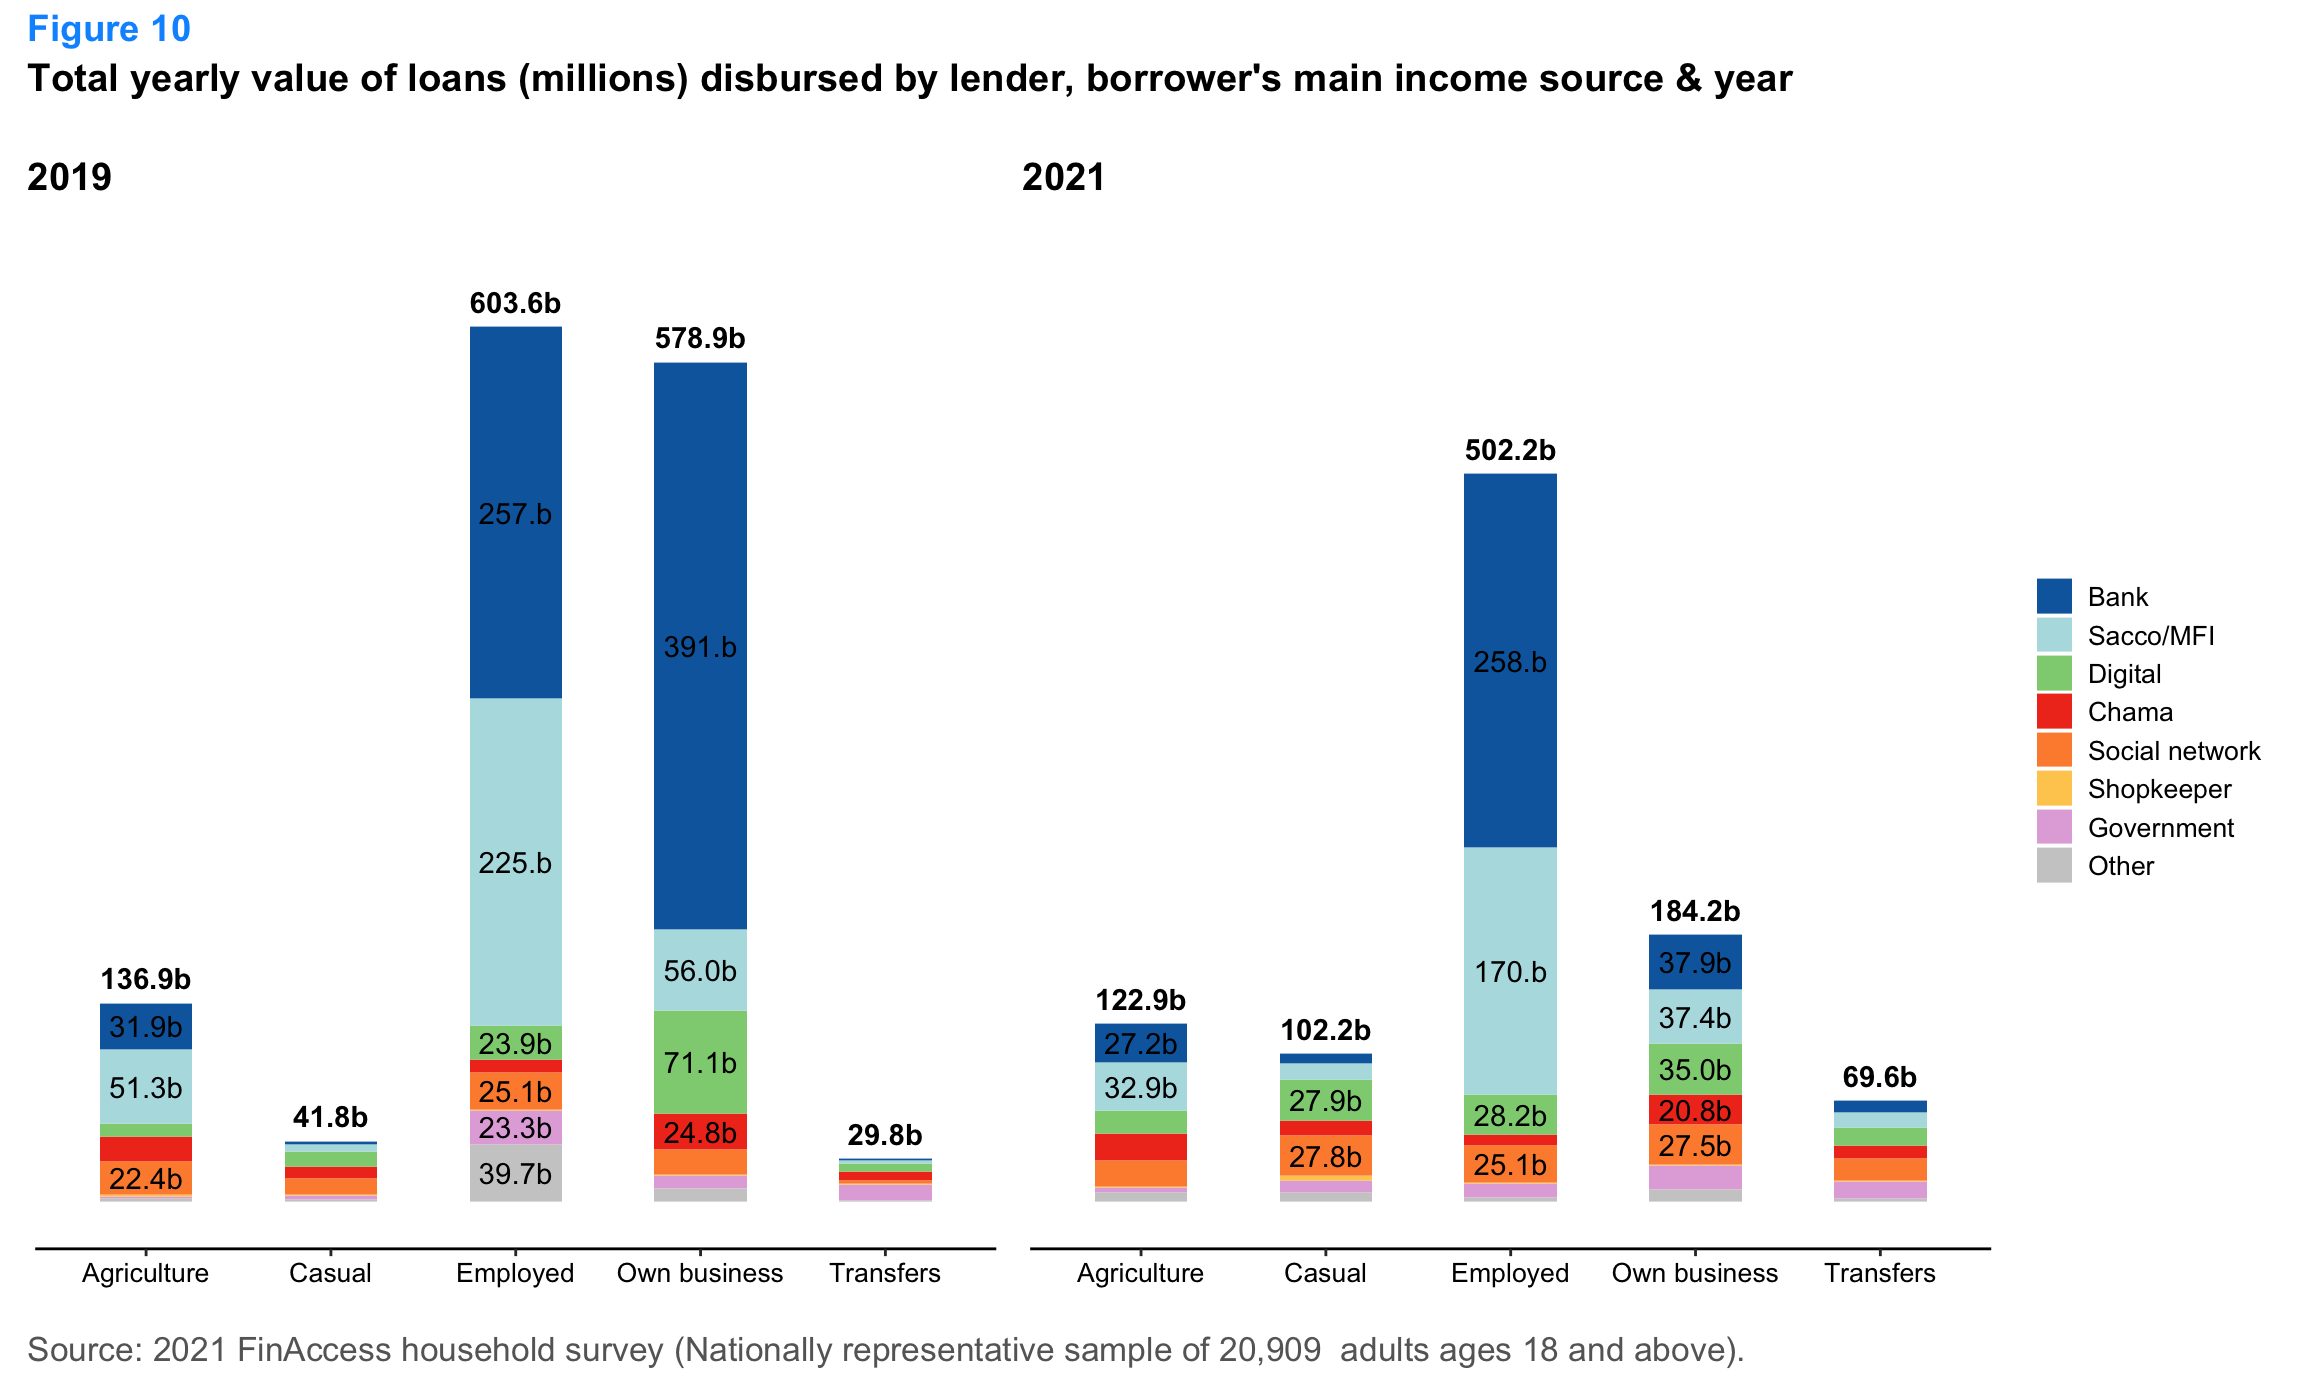 Figure 10
Total yearly value of loans (millions) disbursed by lender, borrower's main income source & year
2019
603.6b
578.9b
257.b
391.b
225.b
56.0b
136.9b
31.9b
23.9b
71.1b
51.3b
25.1b
41.8b
23.3b
24.8b
29.8b
22.4b
39.7b
Agriculture Casual Employed Own business Transfers
2021
502.2b
258.b
184.2b
170.b
37.9b
122.9b
102.2b
37.4b
27.2b
35.0b
69.6b
32.9b
27.9b
28.2b
20.8b
27.8b
25.1b
27.5b
Agriculture Casual Employed Own business Transfers
Bank
Sacco/MFI
Digital
Chama
Social network
Shopkeeper
Government
Other
Source: 2021 FinAccess household survey (Nationally representative sample of 20,909  adults ages 18 and above).